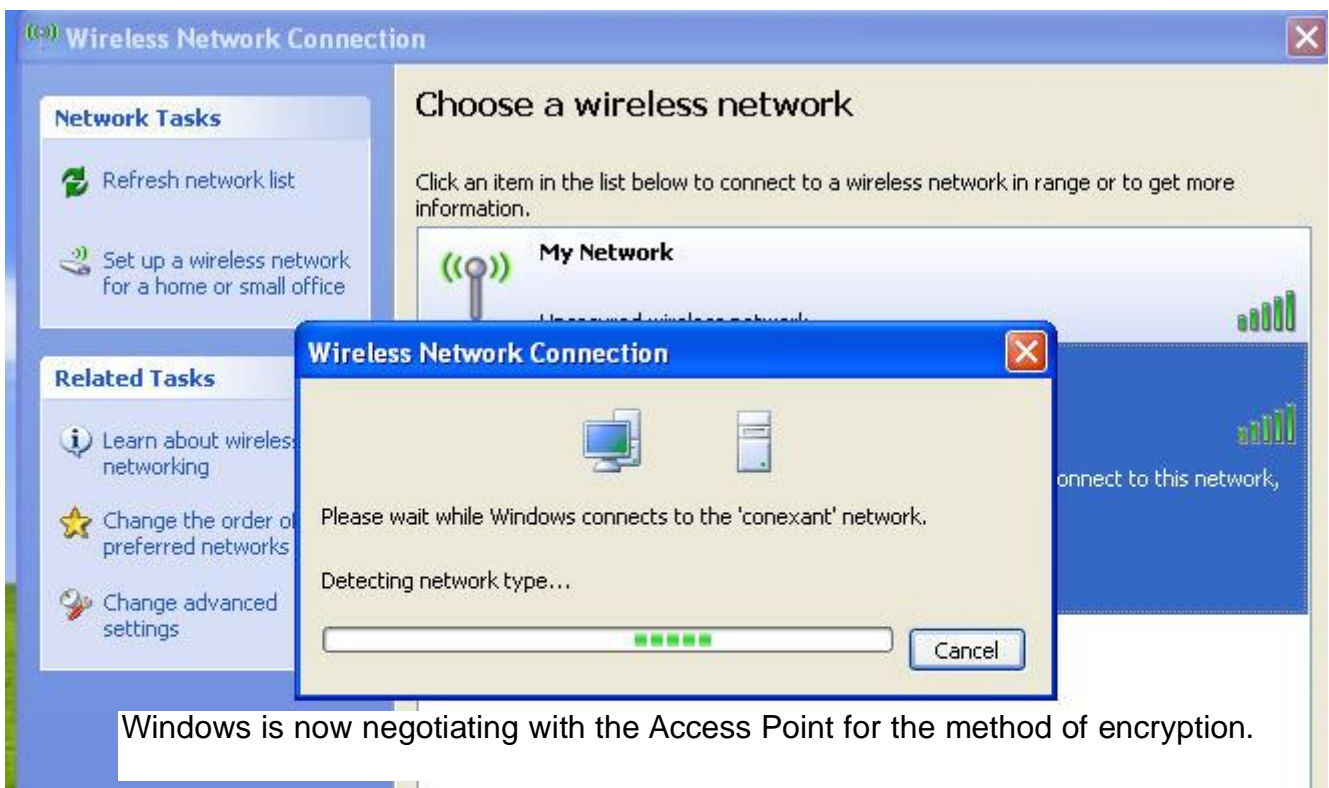 Wireless Network Connection
Network Tasks
Refresh network list
Set up a wireless network
for a home or small office
Related Tasks
Learn about wireless
networking
Change the order of
preferred networks
Change advanced
settings
Choose a wireless network
Click an item in the list below to connect to a wireless network in range or to get more
information.
My Network
Unsecured wireless network
onnect to this network,
Wireless Network Connection
Please wait while Windows connects to the 'conexant' network.
Detecting network type...
Cancel
Windows is now negotiating with the Access Point for the method of encryption.